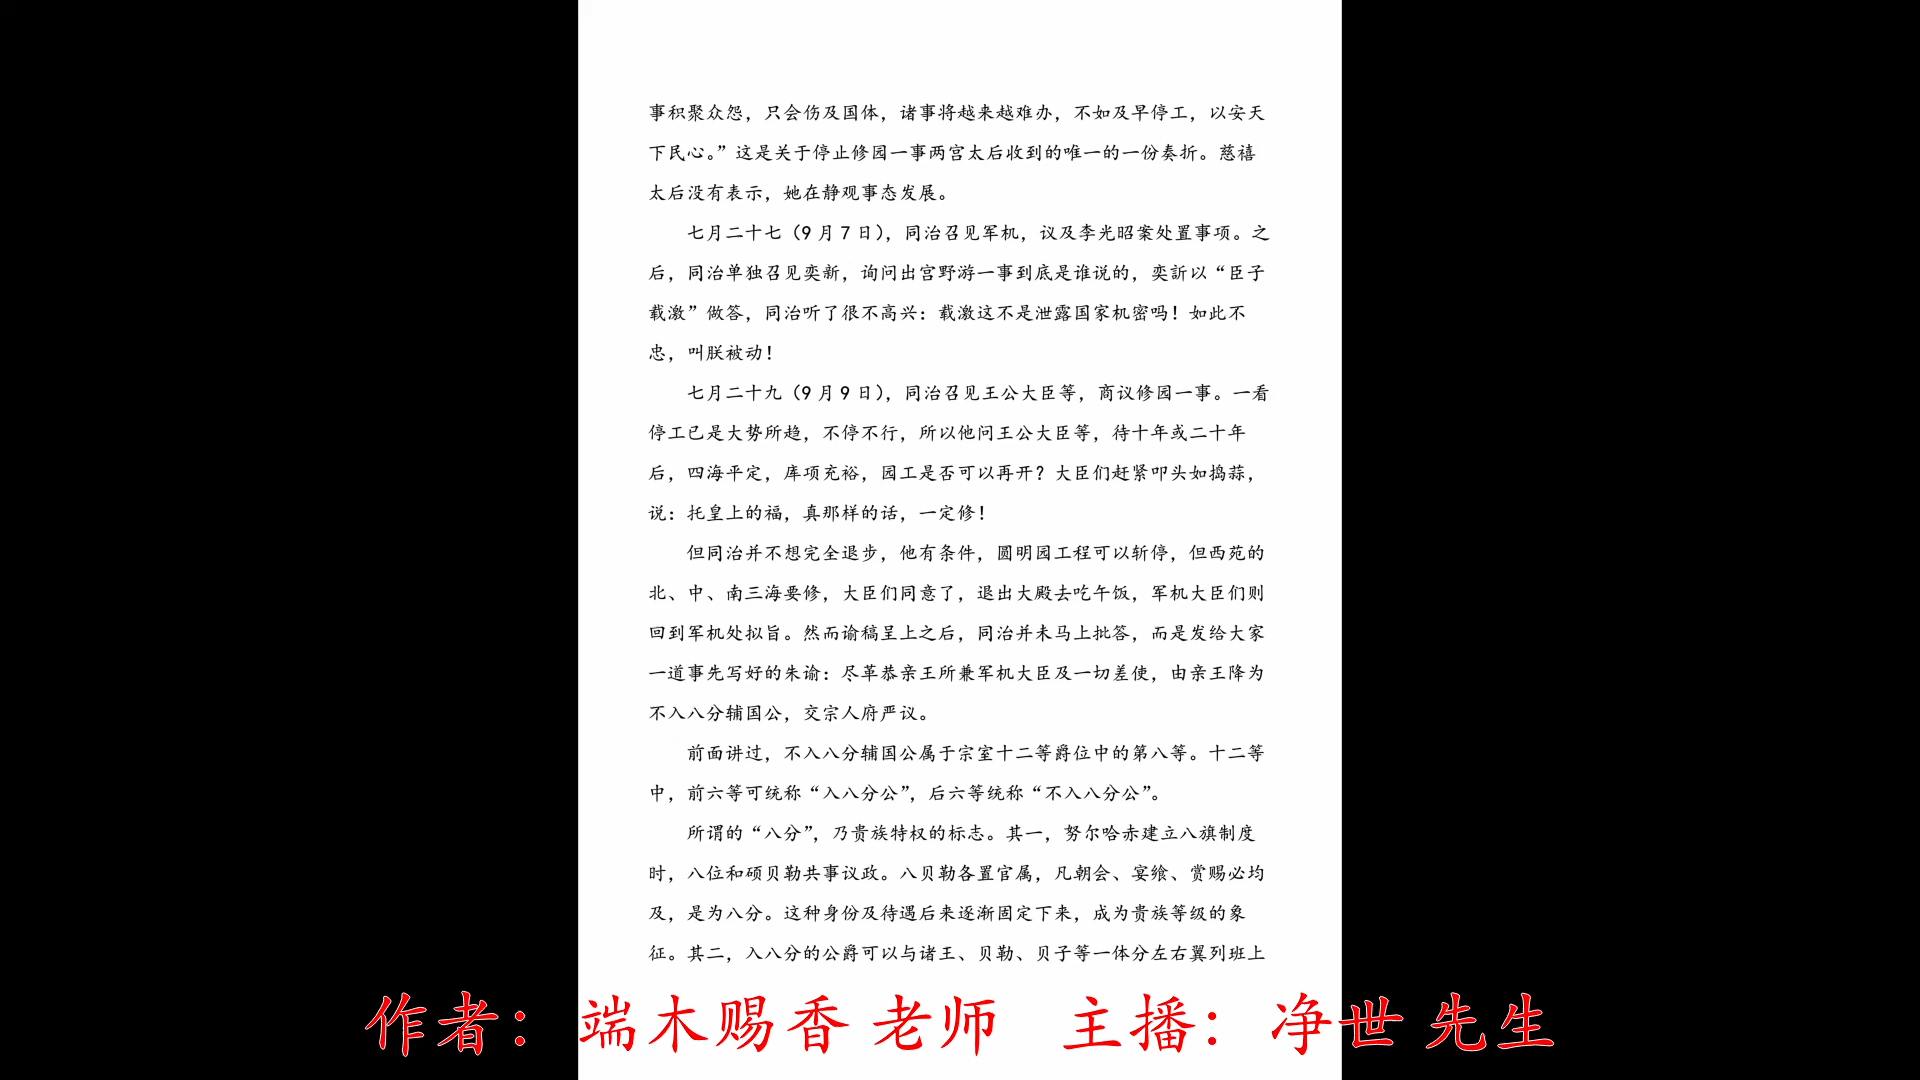 事积聚众怨，只会伤及国体，诸事将越来越难办，不如及早停工，以安天
下民心。”这是关于停止修园一事两宫太后收到的唯一的一份奏折。慈禧
太后没有表示，她在静观事态发展。
七月二十七（9月7日），同治召见军机，议及李光昭案处置事项。之
后，同治单独召见奕新，询问出宫野游一事到底是谁说的，奕訢以“臣子
载澂”做答，同治听了很不高兴：载澂这不是泄露国家机密吗！如此不
忠，叫朕被动！
七月二十九（9月9日），同治召见王公大臣等，商议修园一事。一看
停工已是大势所趋，不停不行，所以他问王公大臣等，待十年或二十年
后，四海平定，库项充裕，园工是否可以再开？大臣们赶紧叩头如捣蒜，
说：托皇上的福，真那样的话，一定修！
但同治并不想完全退步，他有条件，圆明园工程可以斩停，但西苑的
北、中、南三海要修，大臣们同意了，退出大殿去吃午饭，军机大臣们则
回到军机处拟旨。然而谕稿呈上之后，同治并未马上批答，而是发给大家
一道事先写好的朱谕：尽革恭亲王所兼军机大臣及一切差使，由亲王降为
不入八分辅国公，交宗人府严议。
前面讲过，不入八分辅国公属于宗室十二等爵位中的第八等。十二等
中，前六等可统称“入八分公”，后六等统称“不入八分公”。
所谓的“八分”，乃贵族特权的标志。其一，努尔哈赤建立八旗制度
时，八位和硕贝勒共事议政。八贝勒各置官属，凡朝会、宴飨、赏赐必均
及，是为八分。这种身份及待遇后来逐渐固定下来，成为贵族等级的象
征。其二，入八分的公爵可以与诸王、贝勒、贝子等一体分左右翼列班上
作者：端木赐香老师 主播：净世先生